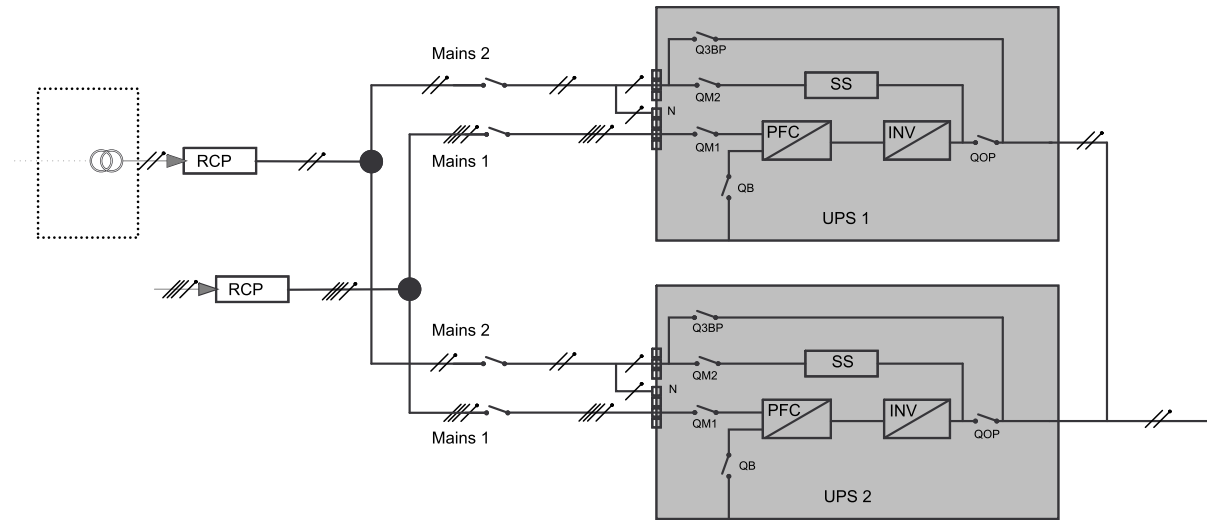 Mains 2
Q3BP
QM2
SS
N
RCP
Mains 1
QM1
PFC
INV
QOP
QB
UPS 1
RCP
Mains 2
Q3BP
QM2
SS
N
Mains 1
QM1
PFC
INV
QOP
QB
UPS 2